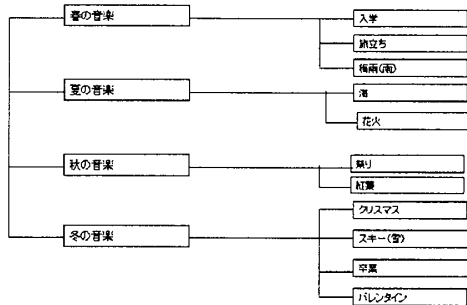 春の音楽
入学
旅立ち
梅雨(雨)
夏の音楽
海
花火
秋の音楽
祭り
紅葉
冬の音楽
クリスマス
スキー(雪)
卒業
バレンタイン